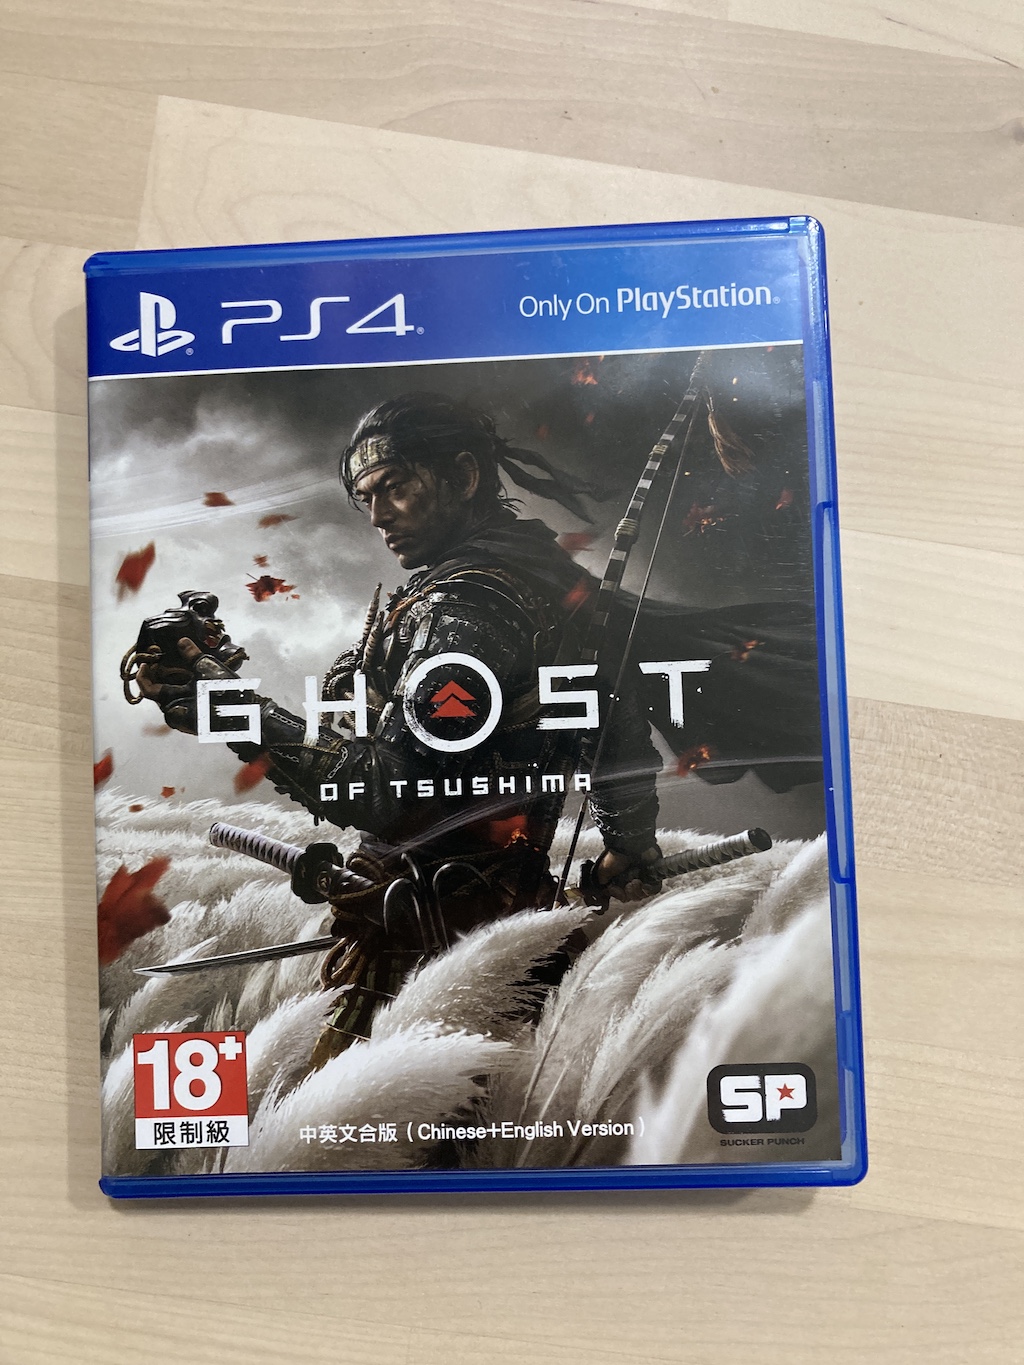 PS4
Only On PlayStation
GHOST
OF TSUSHIMA
18+
限制級
中英文合版 ( Chinese+English Version )
SP
SUCKER PUNCH